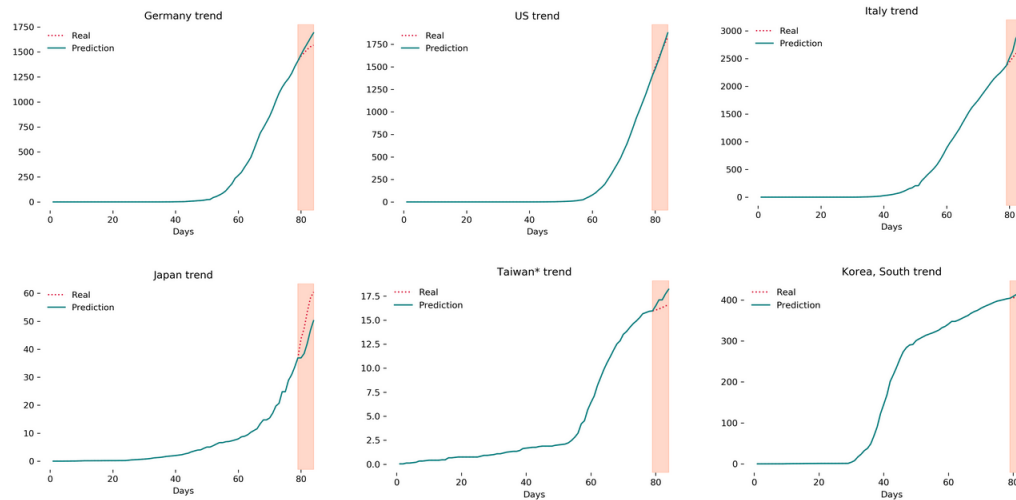 Germany trend
1750
1500
1250
1000
750
500
250
0
Real
Prediction
0 20 40 60 80
Days
US trend
1750
1500
1250
1000
750
500
250
0
Real
Prediction
0 20 40 60 80
Days
Italy trend
3000
2500
2000
1500
1000
500
0
Real
Prediction
0 20 40 60 80
Days
Japan trend
60
50
40
30
20
10
0
Real
Prediction
0 20 40 60 80
Days
Taiwan* trend
17.5
15.0
12.5
10.0
7.5
5.0
2.5
0.0
Real
Prediction
0 20 40 60 80
Days
Korea, South trend
400
300
200
100
0
Real
Prediction
0 20 40 60 80
Days